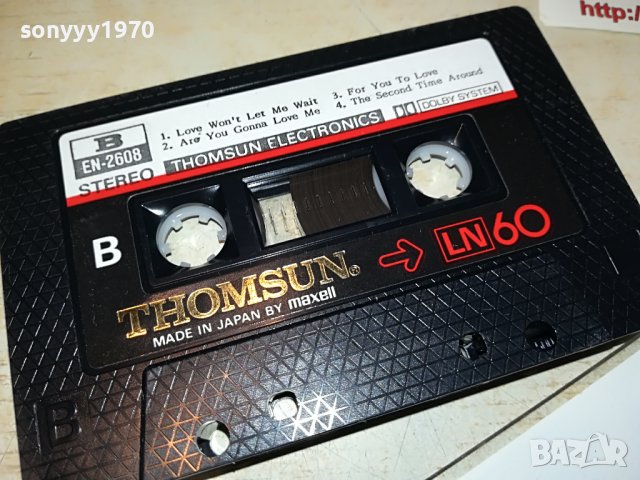 sonyyy1970
http:/
B
EN-2608
STEREO
1. Love Won't Let Me Wait
2. Are You Gonna Love Me
3. For You To Love
4. The Second Time Around
THOMSUN ELECTRONICS
DOLBY SYSTEM
B
THOMSUN®
MADE IN JAPAN BY maxell
LN 60
B
BAZAR